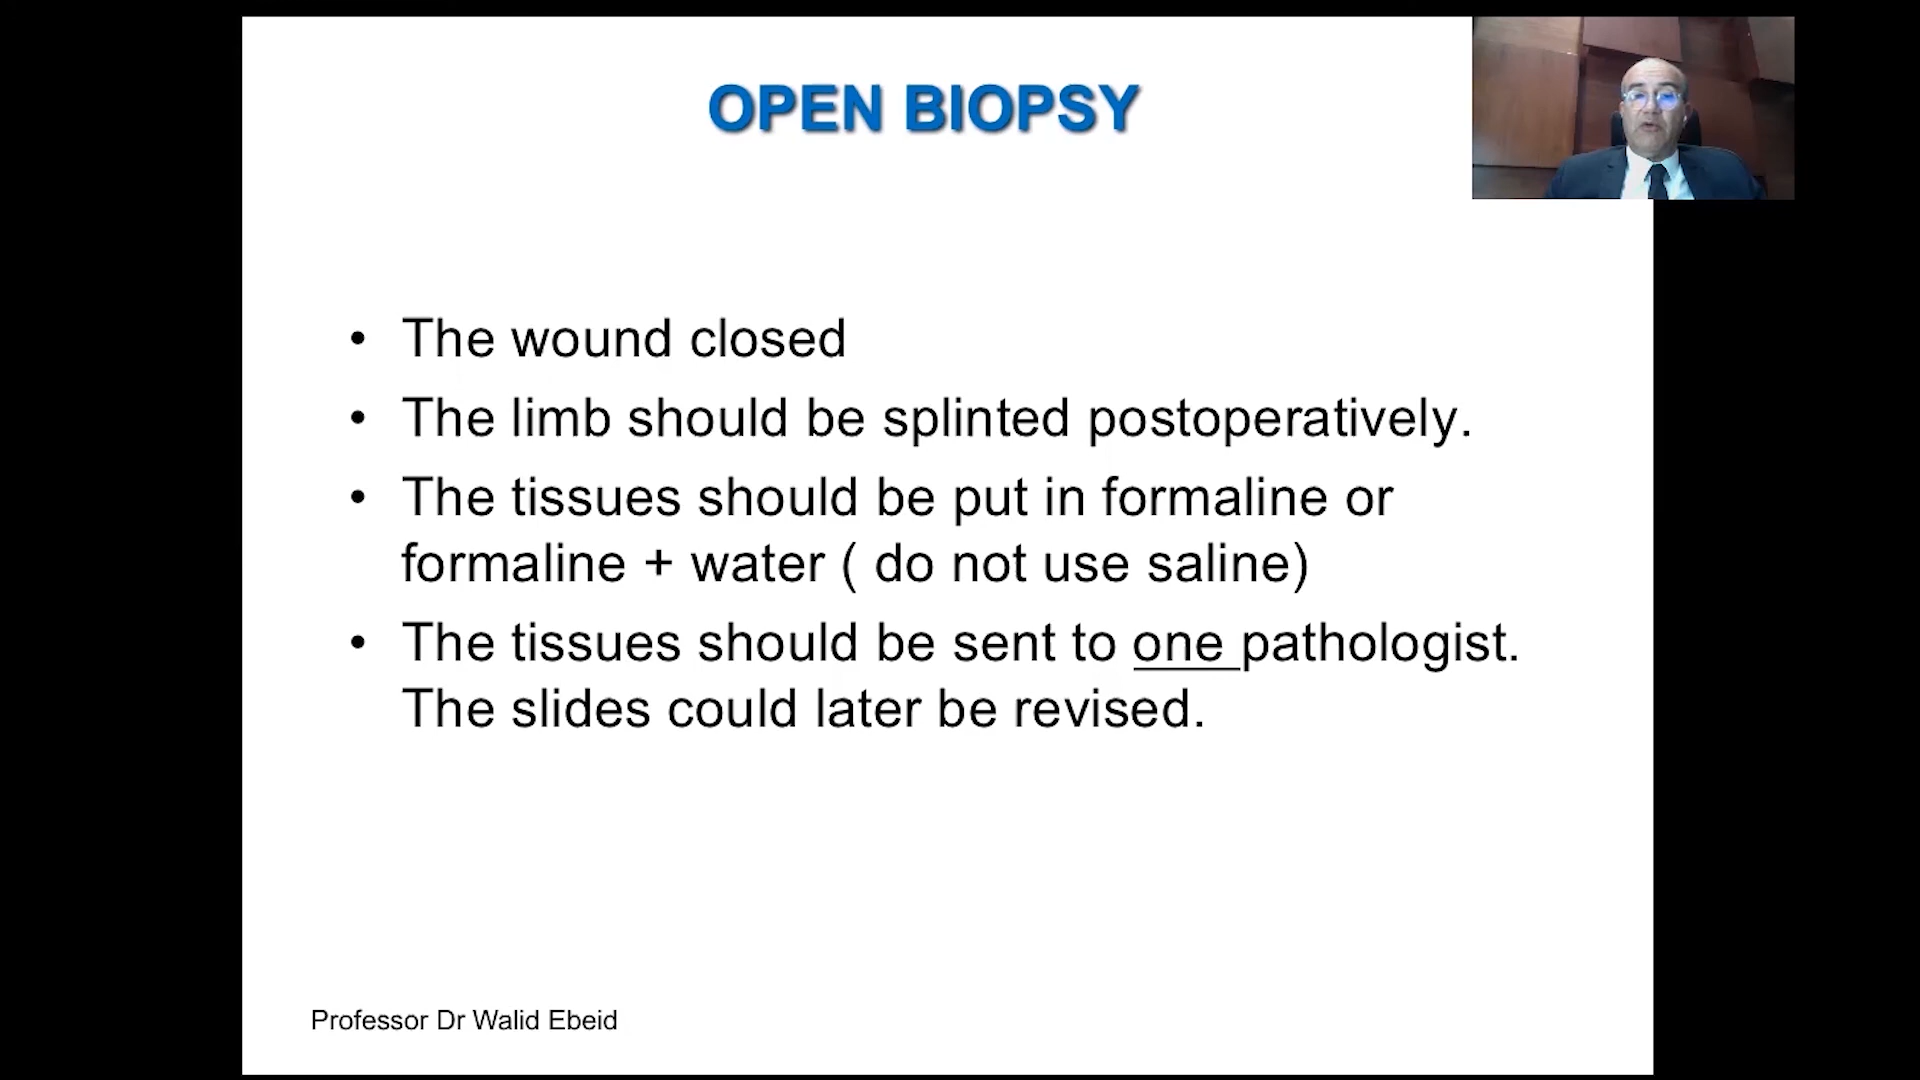 OPEN BIOPSY
• The wound closed
• The limb should be splinted postoperatively.
• The tissues should be put in formaline or
formaline + water ( do not use saline)
• The tissues should be sent to one pathologist.
The slides could later be revised.
Professor Dr Walid Ebeid